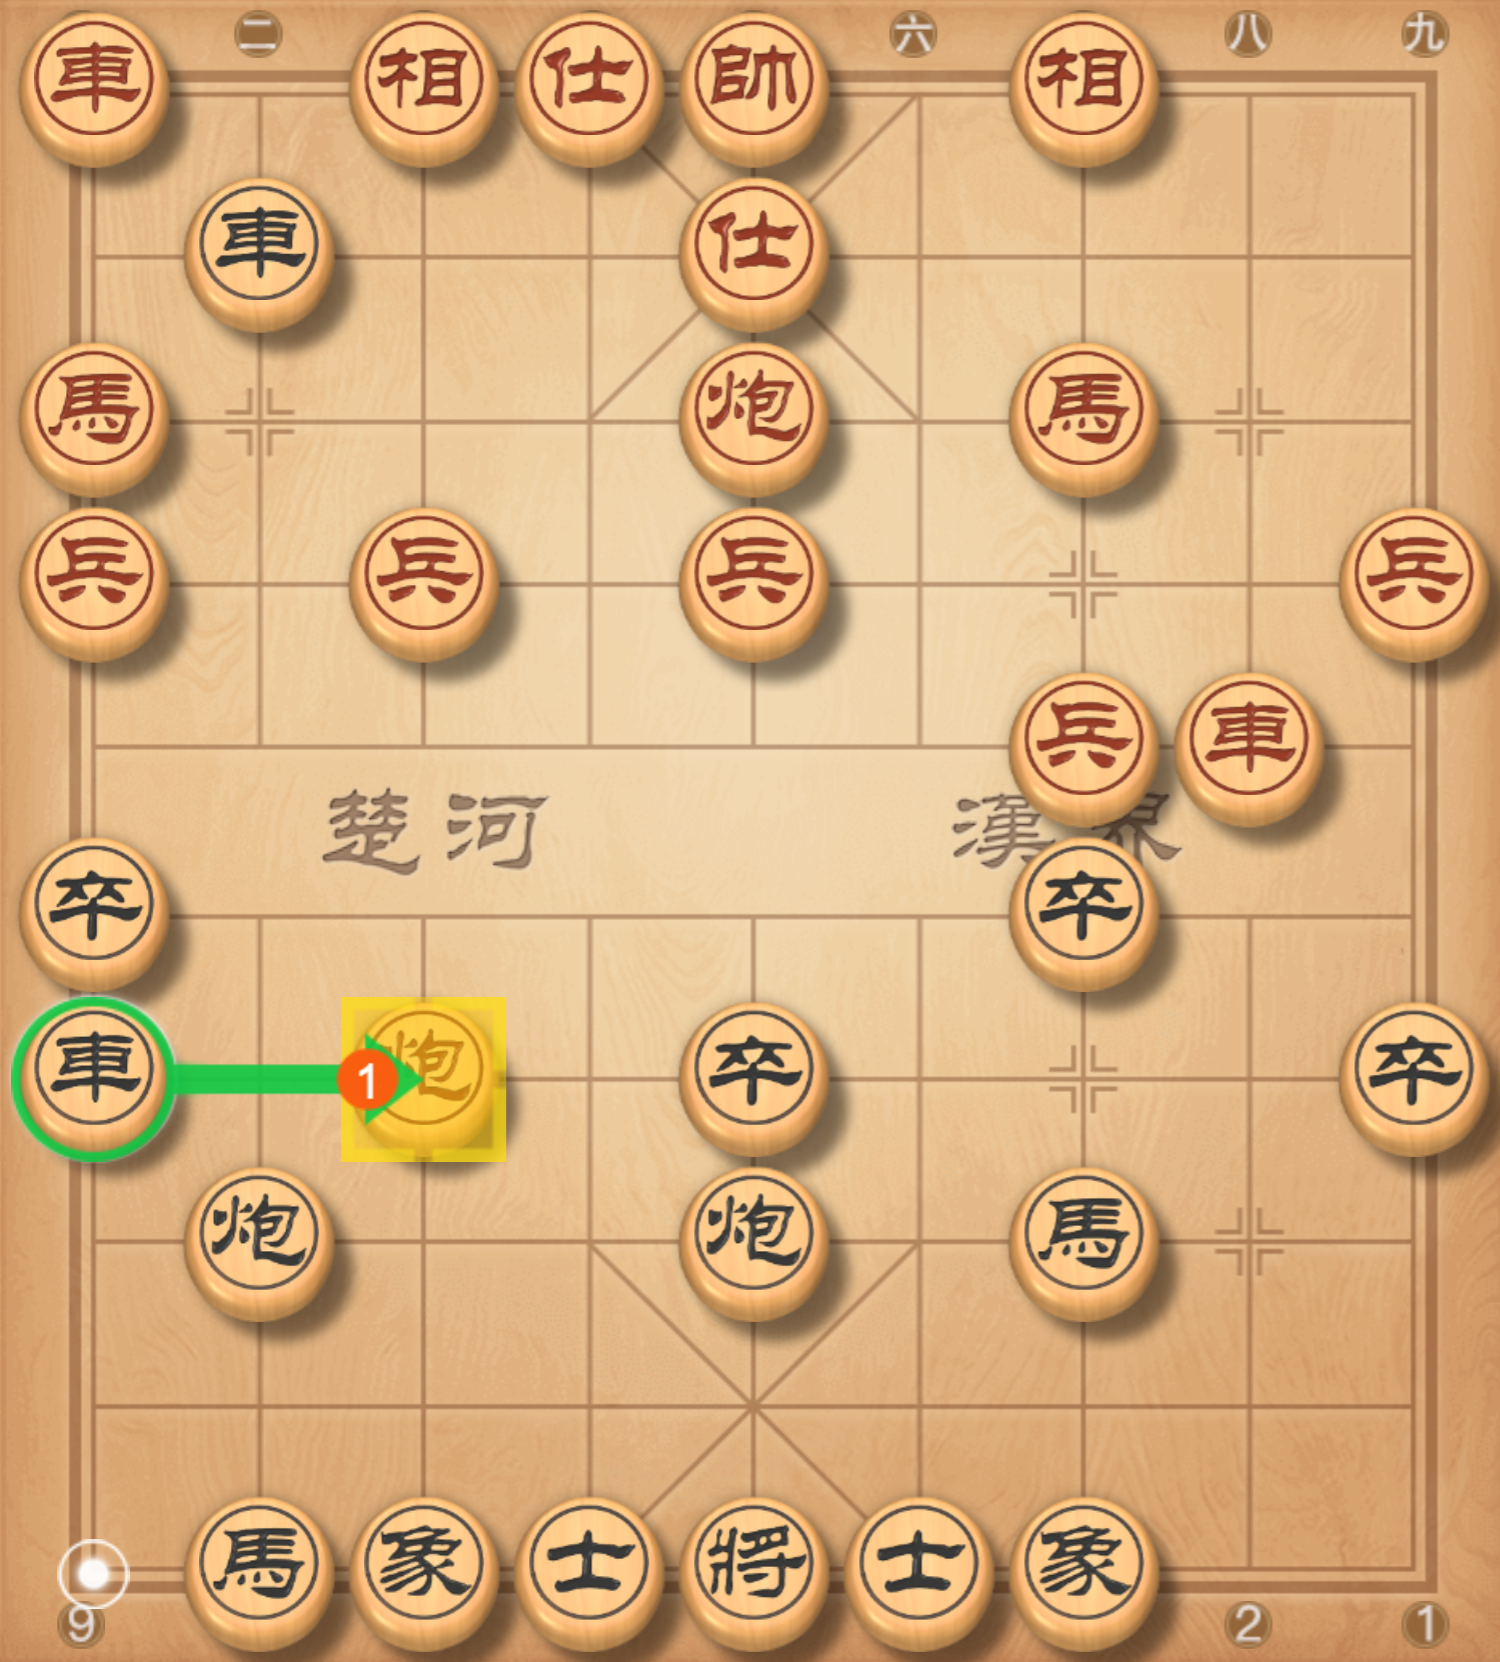 二 六 八 九
車 相 仕 帥 相
車 仕
馬 炮 馬
兵 兵 兵 兵
兵 車
楚河 漢界
卒 卒
車 1 炮 卒 卒
炮 炮 馬
馬 象 士 將 士 象
9 2 1